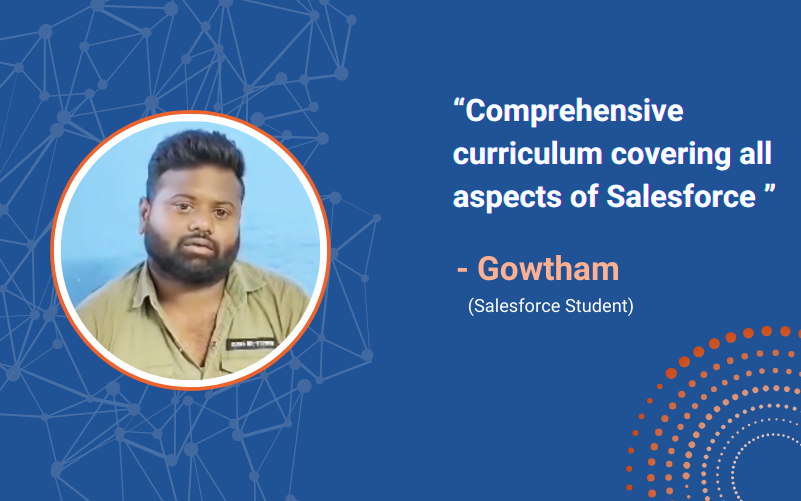 “Comprehensive
curriculum covering all
aspects of Salesforce ”
- Gowtham
(Salesforce Student)